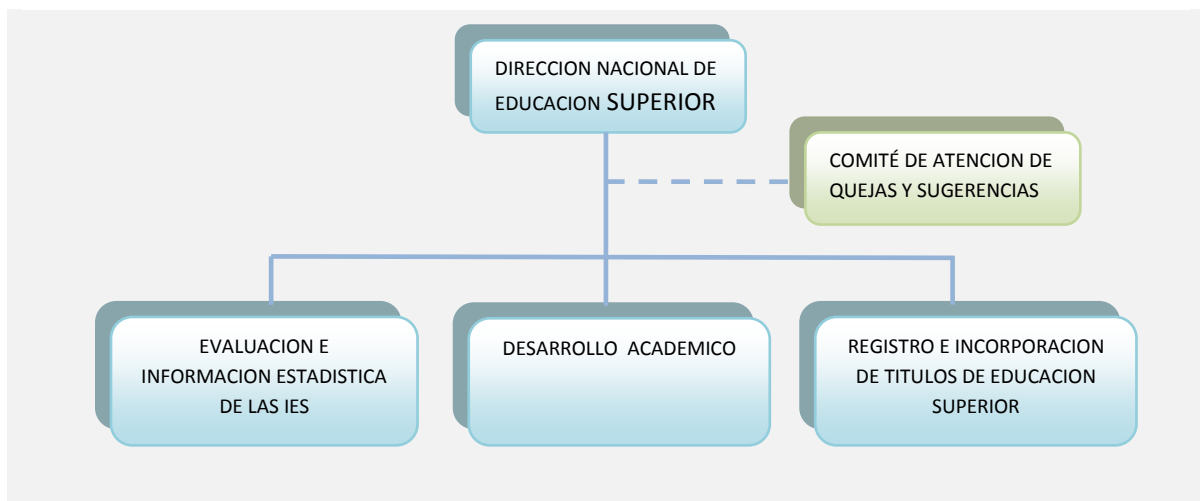 DIRECCION NACIONAL DE
EDUCACION SUPERIOR
COMITÉ DE ATENCION DE
QUEJAS Y SUGERENCIAS
EVALUACION E
INFORMACION ESTADISTICA
DE LAS IES
DESARROLLO ACADEMICO
REGISTRO E INCORPORACION
DE TITULOS DE EDUCACION
SUPERIOR